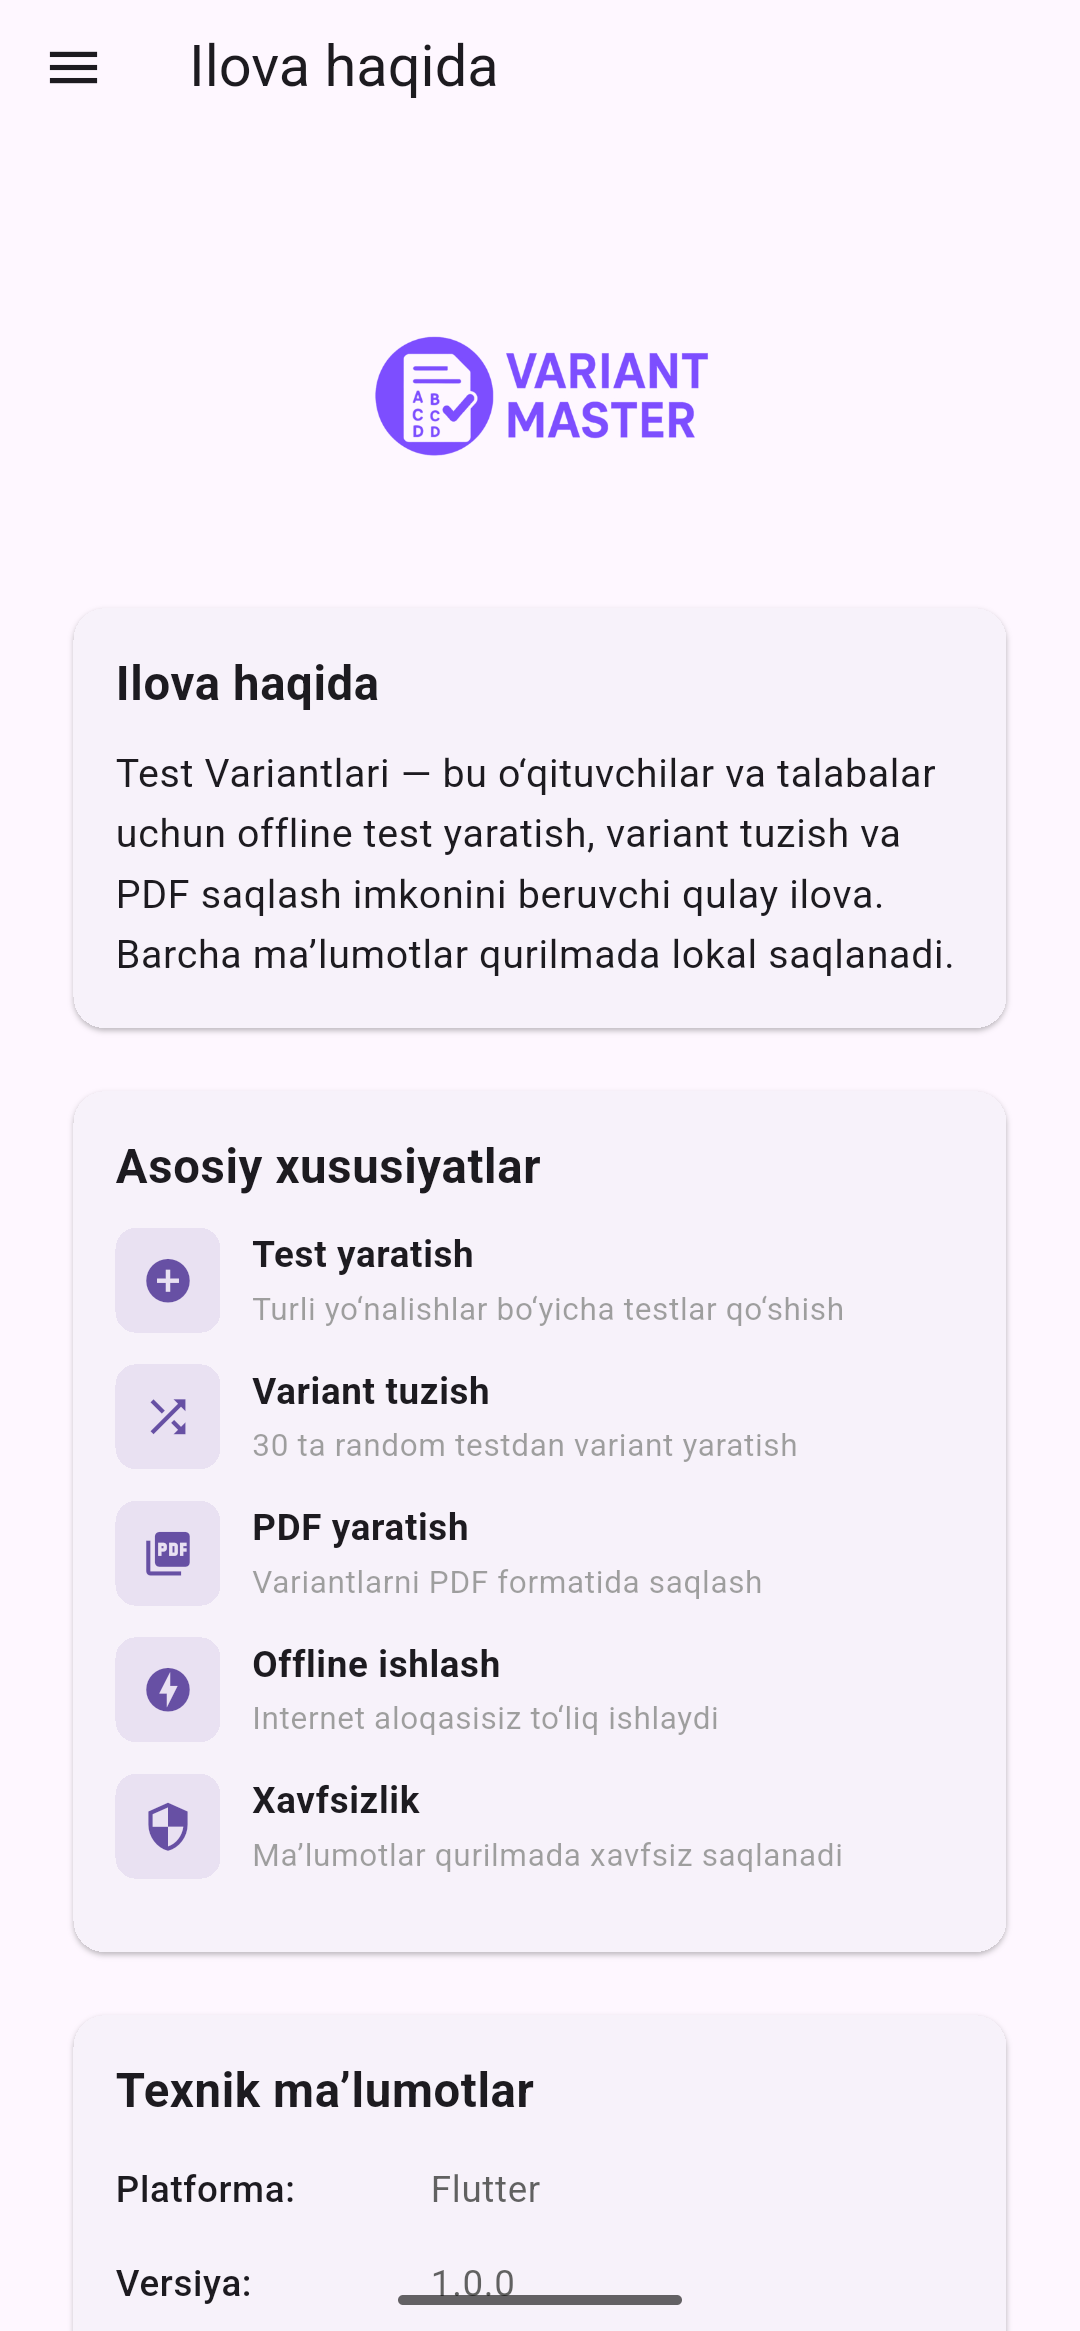 Ilova haqida
A B
C C
D D
VARIANT
MASTER
Ilova haqida
Test Variantlari — bu o‘qituvchilar va talabalar
uchun offline test yaratish, variant tuzish va
PDF saqlash imkonini beruvchi qulay ilova.
Barcha ma’lumotlar qurilmada lokal saqlanadi.
Asosiy xususiyatlar
Test yaratish
Turli yo‘nalishlar bo‘yicha testlar qo‘shish
Variant tuzish
30 ta random testdan variant yaratish
PDF
PDF yaratish
Variantlarni PDF formatida saqlash
Offline ishlash
Internet aloqasisiz to‘liq ishlaydi
Xavfsizlik
Ma’lumotlar qurilmada xavfsiz saqlanadi
Texnik ma’lumotlar
Platforma: Flutter
Versiya: 1.0.0